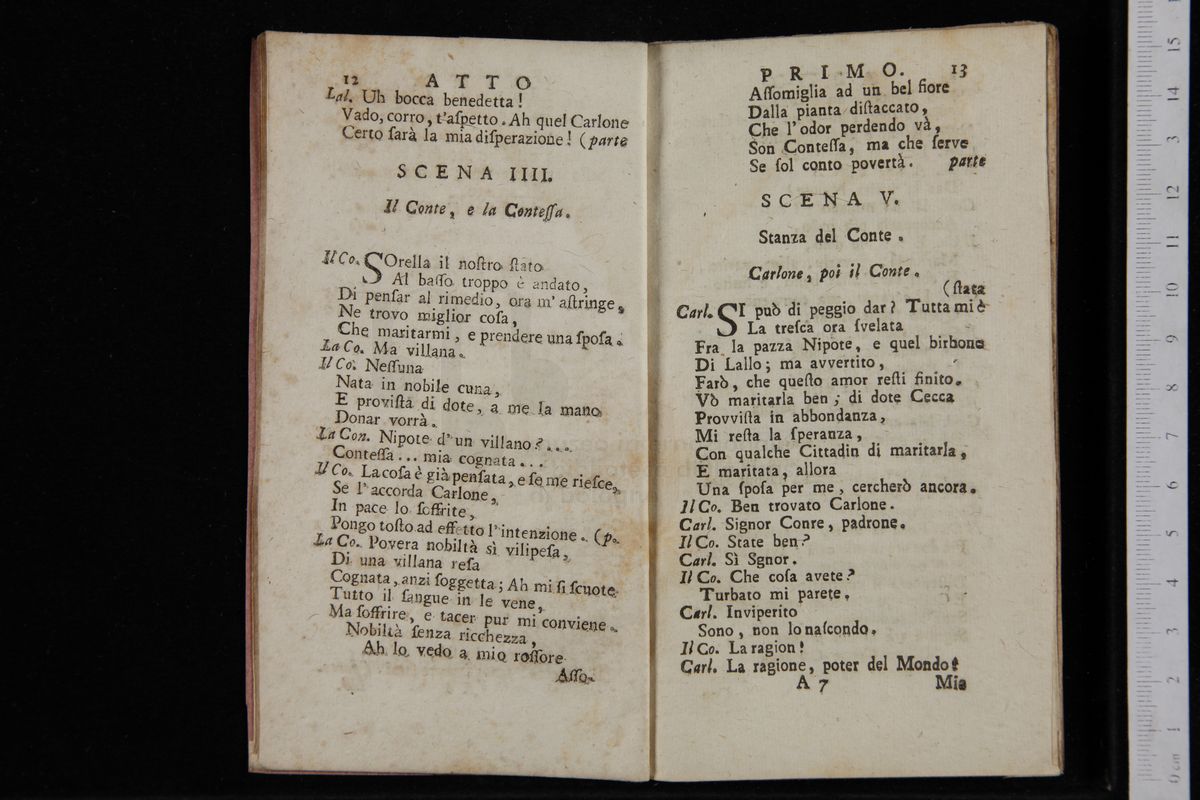 12 ATTO
Lal. Uh bocca benedetta!
Vado, corro, t'aſpetto. Ah quel Carlone
Certo ſarà la mia diſperazione! (parte
SCENA IIII.
Il Conte, e la Conteſſa.
Il Co. SOrella il noſtro ſtato
Al baſſo troppo è andato,
Di penſar al rimedio, ora m'aſtringe,
Ne trovo miglior coſa,
Che maritarmi, e prendere una ſpoſa.
La Co. Ma villana.
Il Co. Neſſuna
Nata in nobile cuna,
E proviſta di dote, a me la mano
Donar vorrà.
La Con. Nipote d'un villano?...
Conteſſa... mia cognata...
Il Co. La coſa è già penſata, e ſe me rieſce,
Se l'accorda Carlone,
In pace lo ſoffrite,
Pongo toſto ad effetto l'intenzione. (p.
La Co. Povera nobiltà sì vilipeſa,
Di una villana reſa
Cognata, anzi ſoggetta; Ah mi ſi ſcuote
Tutto il ſangue in le vene,
Ma ſoffrire, e tacer pur mi conviene.
Nobiltà ſenza ricchezza,
Ah lo vedo a mio roſſore
Aſſo-
PRIMO. 13
Aſſomiglia ad un bel fiore
Dalla pianta diſtaccato,
Che l'odor perdendo và,
Son Conteſſa, ma che ſerve
Se ſol conto povertà. parte
SCENA V.
Stanza del Conte.
Carlone, poi il Conte.
(ſtata
Carl. SI può di peggio dar? Tutta mi è
La treſca ora ſvelata
Fra la pazza Nipote, e quel birbone
Di Lallo; ma avvertito,
Farò, che queſto amor reſti finito.
Vò maritarla ben; di dote Cecca
Provviſta in abbondanza,
Mi reſta la ſperanza,
Con qualche Cittadin di maritarla,
E maritata, allora
Una ſpoſa per me, cercherò ancora.
Il Co. Ben trovato Carlone.
Carl. Signor Conre, padrone.
Il Co. State ben?
Carl. Sì Sgnor.
Il Co. Che coſa avete?
Turbato mi parete.
Carl. Inviperito
Sono, non lo naſcondo.
Il Co. La ragion!
Carl. La ragione, poter del Mondo!
A 7 Mia